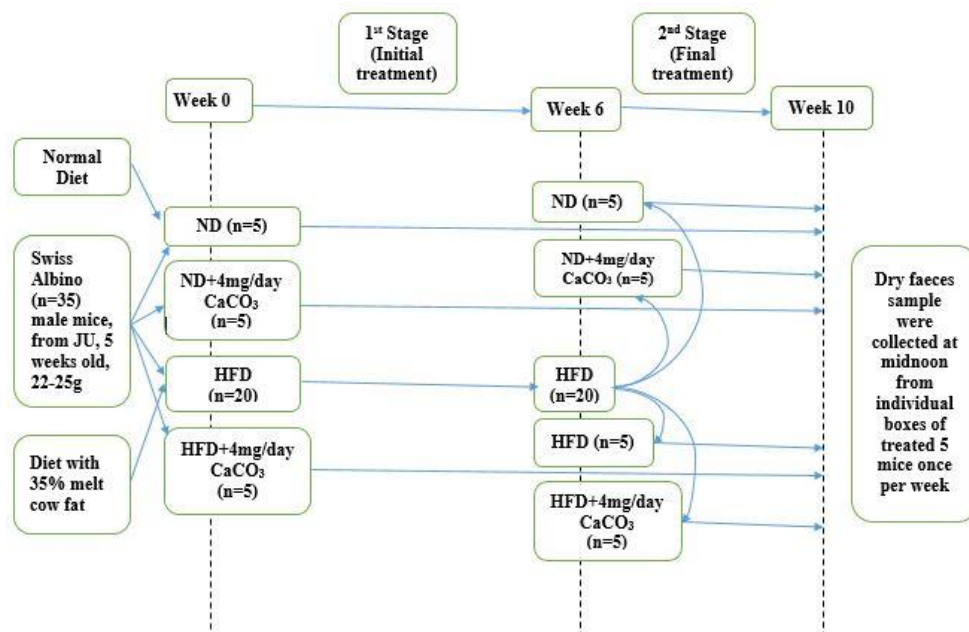 1st Stage
(Initial
treatment)
2nd Stage
(Final
treatment)
Week 0
Week 6
Week 10
Normal
Diet
ND (n=5)
ND (n=5)
Swiss
Albino
(n=35)
male mice,
from JU, 5
weeks old,
22-25g
ND+4mg/day
CaCO3
(n=5)
ND+4mg/day
CaCO3 (n=5)
HFD
(n=20)
HFD
(n=20)
HFD (n=5)
Diet with
35% melt
cow fat
HFD+4mg/day
CaCO3
(n=5)
HFD+4mg/day
CaCO3
(n=5)
Dry faeces
sample
were
collected at
midnoon
from
individual
boxes of
treated 5
mice once
per week